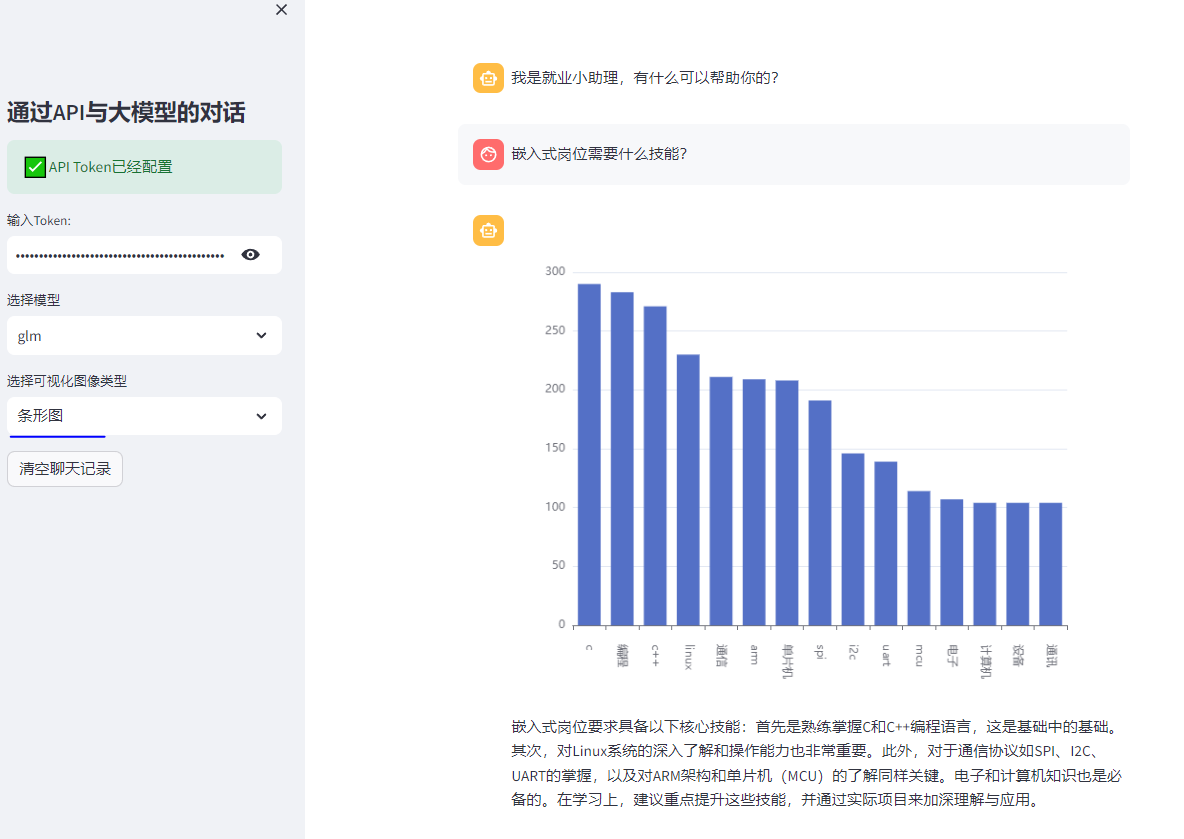 通过API与大模型的对话
API Token已经配置
输入Token:
选择模型
glm
选择可视化图像类型
条形图
清空聊天记录
我是就业小助理，有什么可以帮助你的？
嵌入式岗位需要什么技能？
300
250
200
150
100
50
0
c
编程
c++
linux
通信
arm
单片机
spi
i2c
uart
mcu
电子
计算机
设备
通讯
嵌入式岗位要求具备以下核心技能：首先是熟练掌握C和C++编程语言，这是基础中的基础。
其次，对Linux系统的深入了解和操作能力也非常重要。此外，对于通信协议如SPI、I2C、
UART的掌握，以及对ARM架构和单片机（MCU）的了解同样关键。电子和计算机知识也是必
备的。在学习上，建议重点提升这些技能，并通过实际项目来加深理解与应用。